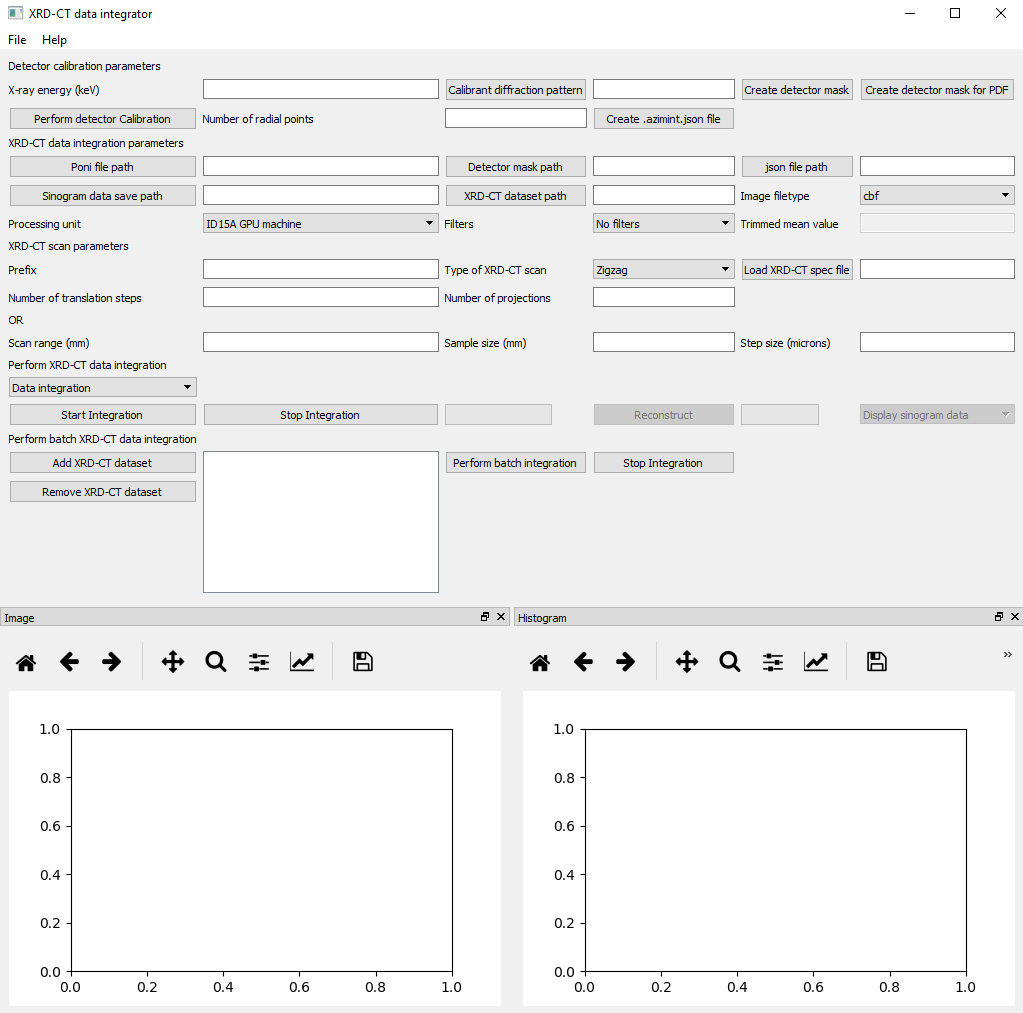 XRD-CT data integrator
File Help
Detector calibration parameters
X-ray energy (keV) Calibrant diffraction pattern Create detector mask Create detector mask for PDF
Perform detector Calibration Number of radial points Create .azimint.json file
XRD-CT data integration parameters
Poni file path Detector mask path json file path
Sinogram data save path XRD-CT dataset path Image filetype cbf
Processing unit ID15A GPU machine Filters No filters Trimmed mean value
XRD-CT scan parameters
Prefix Type of XRD-CT scan Zigzag Load XRD-CT spec file
Number of translation steps Number of projections
OR
Scan range (mm) Sample size (mm) Step size (microns)
Perform XRD-CT data integration
Data integration
Start Integration Stop Integration Reconstruct Display sinogram data
Perform batch XRD-CT data integration
Add XRD-CT dataset Perform batch integration Stop Integration
Remove XRD-CT dataset
Image Histogram
»
1.0 1.0
0.8 0.8
0.6 0.6
0.4 0.4
0.2 0.2
0.0 0.0
0.0 0.2 0.4 0.6 0.8 1.0 0.0 0.2 0.4 0.6 0.8 1.0